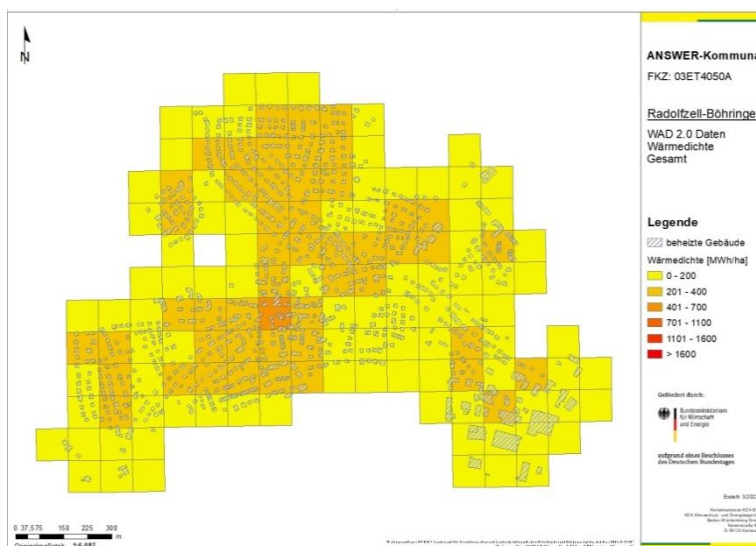 N
ANSWER-Kommuna
FKZ: 03ET4050A
Radolfzell-Böhringe
WAD 2.0 Daten
Wärmedichte
Gesamt
Legende
beheizte Gebäude
Wärmedichte [MWh/ha]
0 - 200
201 - 400
401 - 700
701 - 1100
1101 - 1600
> 1600
Gefördert durch:
Bundesministerium
für Wirtschaft
und Energie
aufgrund eines Beschlusses
des Deutschen Bundestages
0 37,575 150 225 300
m